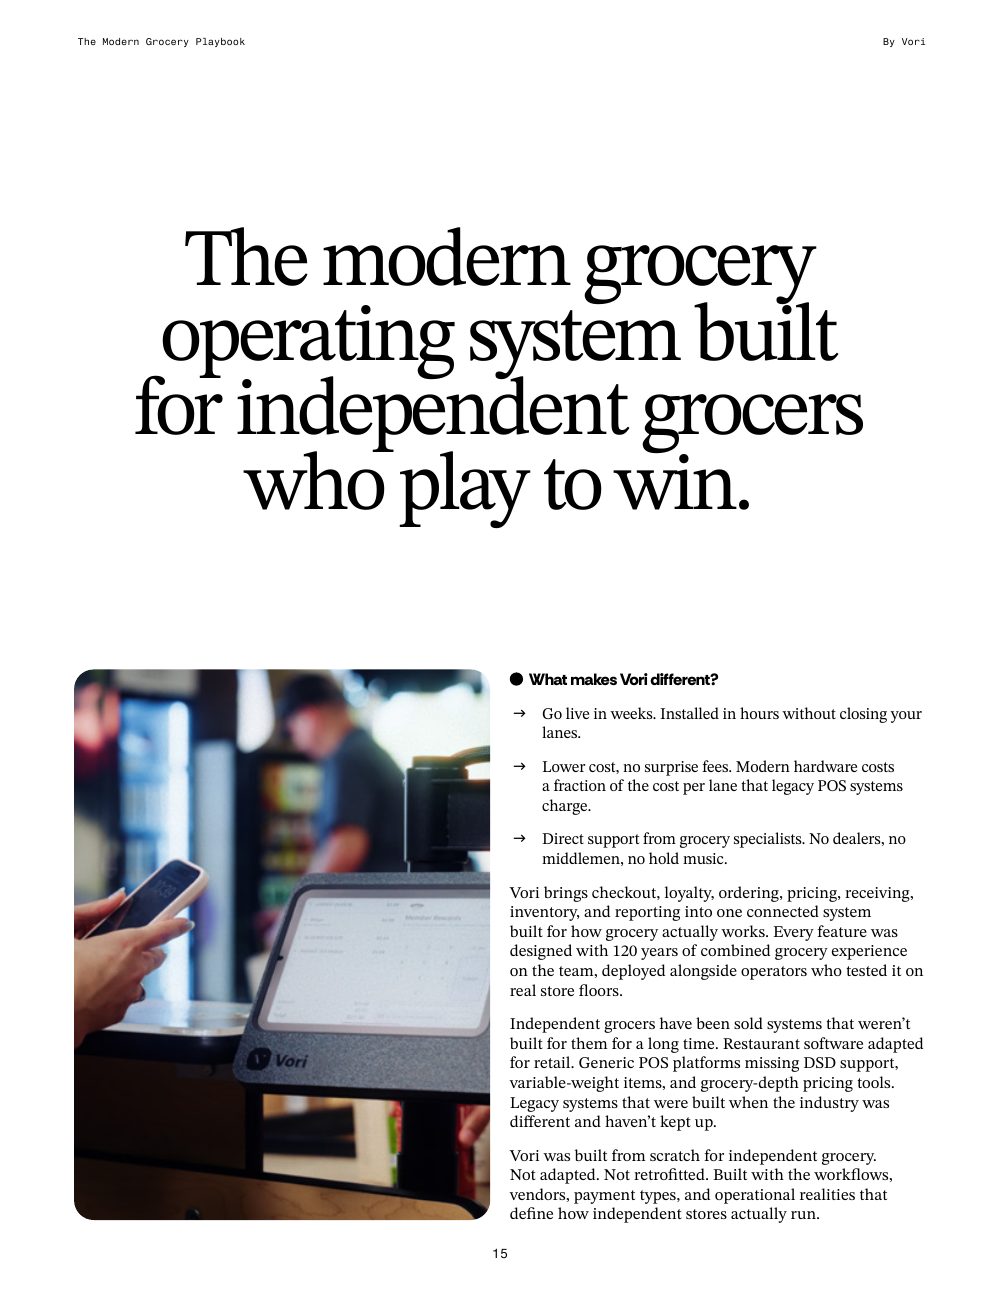 The Modern Grocery Playbook
By Vori
The modern grocery
operating system built
for independent grocers
who play to win.
What makes Vori different?
→ Go live in weeks. Installed in hours without closing your
lanes.
→ Lower cost, no surprise fees. Modern hardware costs
a fraction of the cost per lane that legacy POS systems
charge.
→ Direct support from grocery specialists. No dealers, no
middlemen, no hold music.
Vori brings checkout, loyalty, ordering, pricing, receiving,
inventory, and reporting into one connected system
built for how grocery actually works. Every feature was
designed with 120 years of combined grocery experience
on the team, deployed alongside operators who tested it on
real store floors.
Independent grocers have been sold systems that weren’t
built for them for a long time. Restaurant software adapted
for retail. Generic POS platforms missing DSD support,
variable-weight items, and grocery-depth pricing tools.
Legacy systems that were built when the industry was
different and haven’t kept up.
Vori was built from scratch for independent grocery.
Not adapted. Not retrofitted. Built with the workflows,
vendors, payment types, and operational realities that
define how independent stores actually run.
Member Rewards
Vori
15